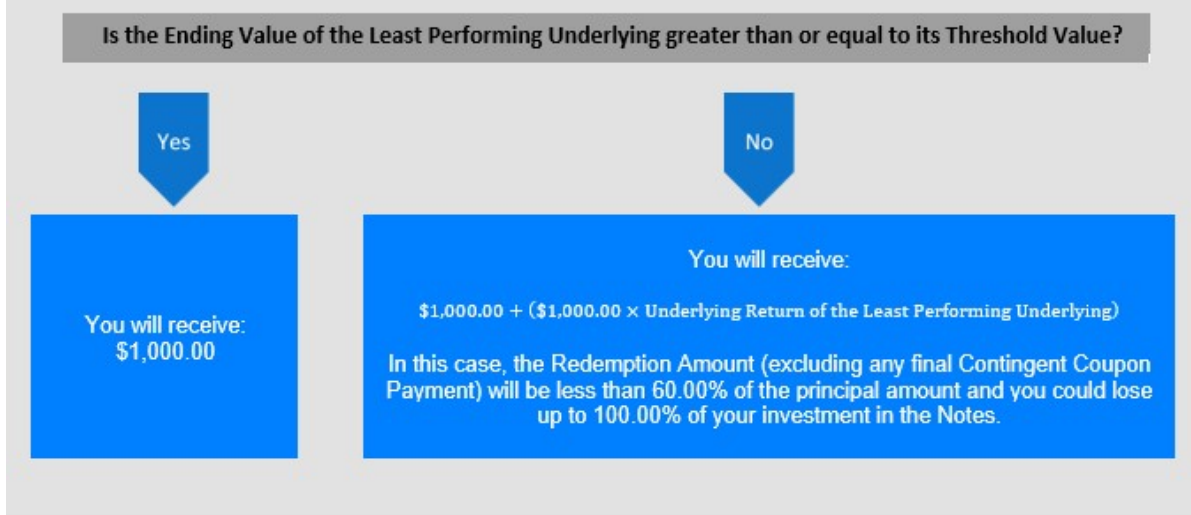 Is the Ending Value of the Least Performing Underlying greater than or equal to its Threshold Value?
Yes
No
You will receive:
$1,000.00
You will receive:
$1,000.00 + ($1,000.00 × Underlying Return of the Least Performing Underlying)
In this case, the Redemption Amount (excluding any final Contingent Coupon
Payment) will be less than 60.00% of the principal amount and you could lose
up to 100.00% of your investment in the Notes.